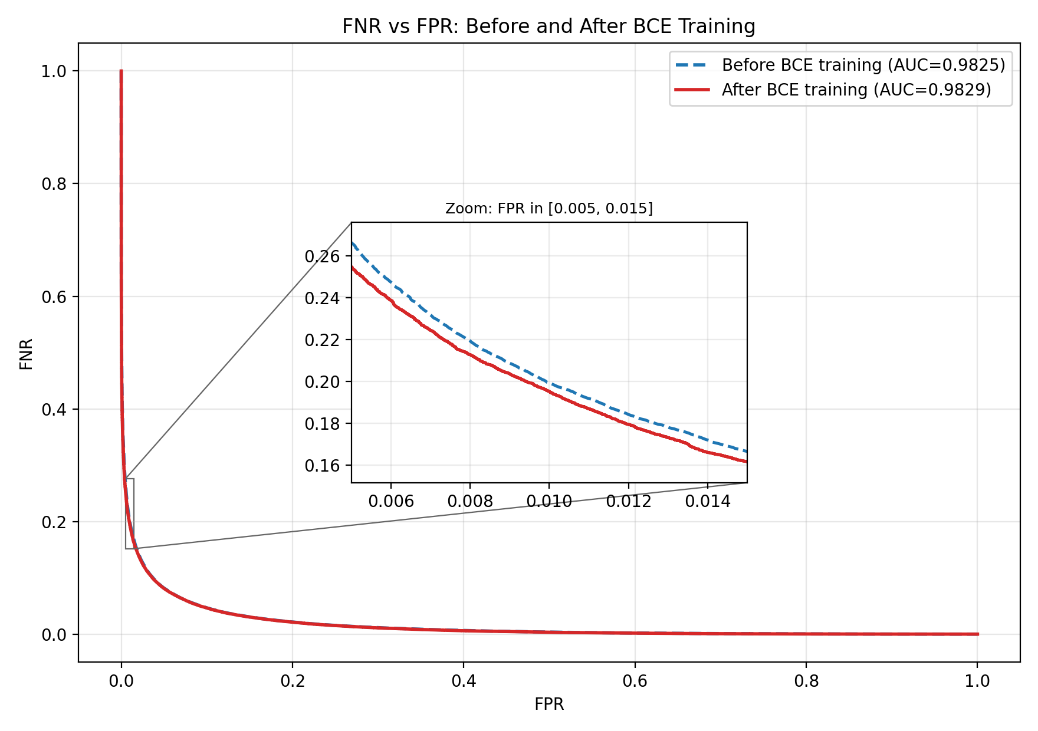 FNR vs FPR: Before and After BCE Training
Before BCE training (AUC=0.9825)
After BCE training (AUC=0.9829)
Zoom: FPR in [0.005, 0.015]
0.26
0.24
0.22
0.20
0.18
0.16
0.006 0.008 0.010 0.012 0.014
FNR
1.0
0.8
0.6
0.4
0.2
0.0
0.0 0.2 0.4 0.6 0.8 1.0
FPR